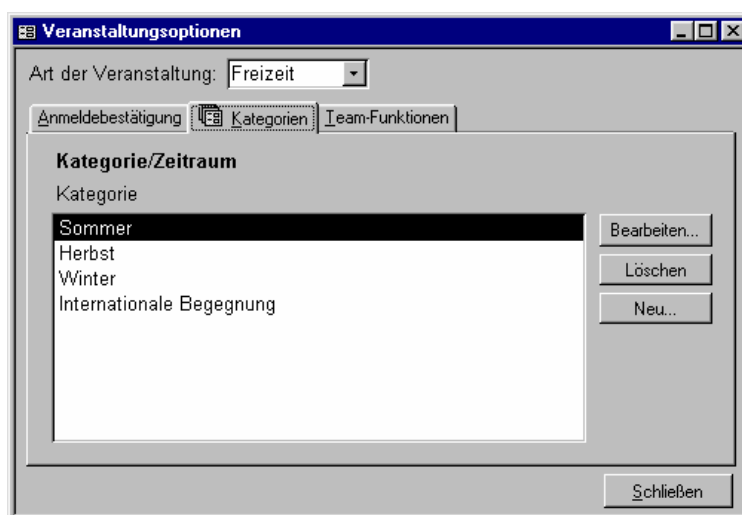 Veranstaltungsoptionen
Art der Veranstaltung: Freizeit
Anmeldebestätigung Kategorien Team-Funktionen
Kategorie/Zeitraum
Kategorie
Sommer
Bearbeiten...
Herbst
Winter
Löschen
Internationale Begegnung
Neu...
Schließen